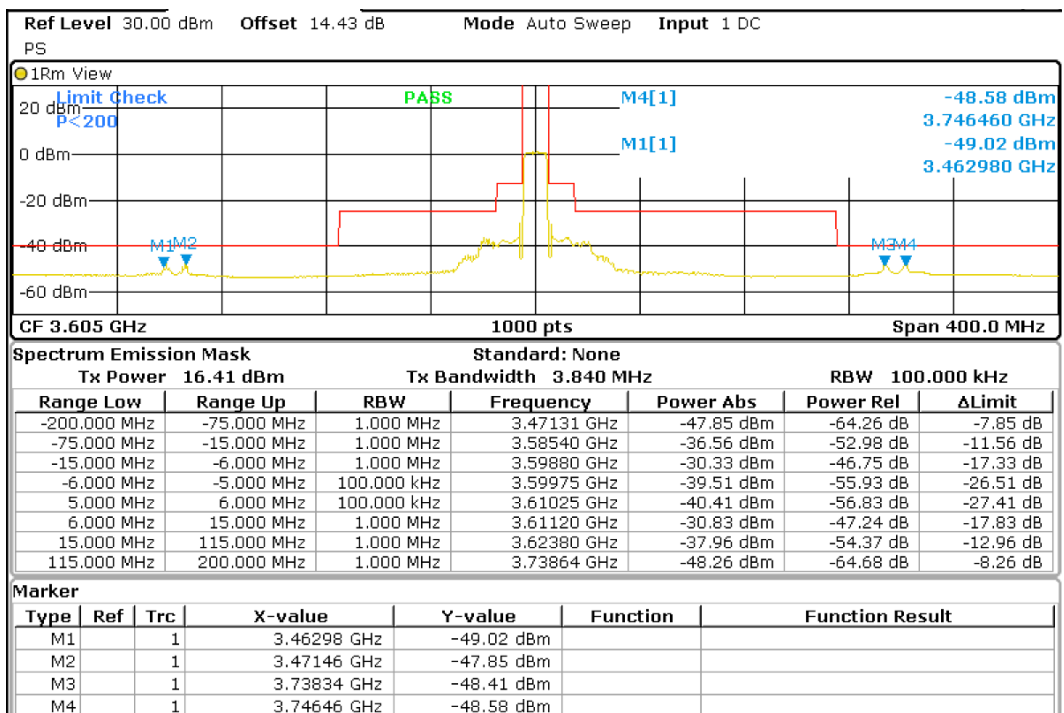 Ref Level 30.00 dBm Offset 14.43 dB Mode Auto Sweep Input 1 DC
PS
1Rm View
Limit Check PASS M4[1] -48.58 dBm
20 dBm 3.746460 GHz
P<200
M1[1] -49.02 dBm
0 dBm 3.462980 GHz
-20 dBm
-40 dBm M1 M2 M3 M4
-60 dBm
CF 3.605 GHz 1000 pts Span 400.0 MHz
Spectrum Emission Mask Standard: None
Tx Power 16.41 dBm Tx Bandwidth 3.840 MHz RBW 100.000 kHz
Range Low Range Up RBW Frequency Power Abs Power Rel ΔLimit
-200.000 MHz -75.000 MHz 1.000 MHz 3.47131 GHz -47.85 dBm -64.26 dB -7.85 dB
-75.000 MHz -15.000 MHz 1.000 MHz 3.58540 GHz -36.56 dBm -52.98 dB -11.56 dB
-15.000 MHz -6.000 MHz 1.000 MHz 3.59880 GHz -30.33 dBm -46.75 dB -17.33 dB
-6.000 MHz -5.000 MHz 100.000 kHz 3.59975 GHz -39.51 dBm -55.93 dB -26.51 dB
5.000 MHz 6.000 MHz 100.000 kHz 3.61025 GHz -40.41 dBm -56.83 dB -27.41 dB
6.000 MHz 15.000 MHz 1.000 MHz 3.61120 GHz -30.83 dBm -47.24 dB -17.83 dB
15.000 MHz 115.000 MHz 1.000 MHz 3.62380 GHz -37.96 dBm -54.37 dB -12.96 dB
115.000 MHz 200.000 MHz 1.000 MHz 3.73864 GHz -48.26 dBm -64.68 dB -8.26 dB
Marker
Type Ref Trc X-value Y-value Function Function Result
M1 1 3.46298 GHz -49.02 dBm
M2 1 3.47146 GHz -47.85 dBm
M3 1 3.73834 GHz -48.41 dBm
M4 1 3.74646 GHz -48.58 dBm